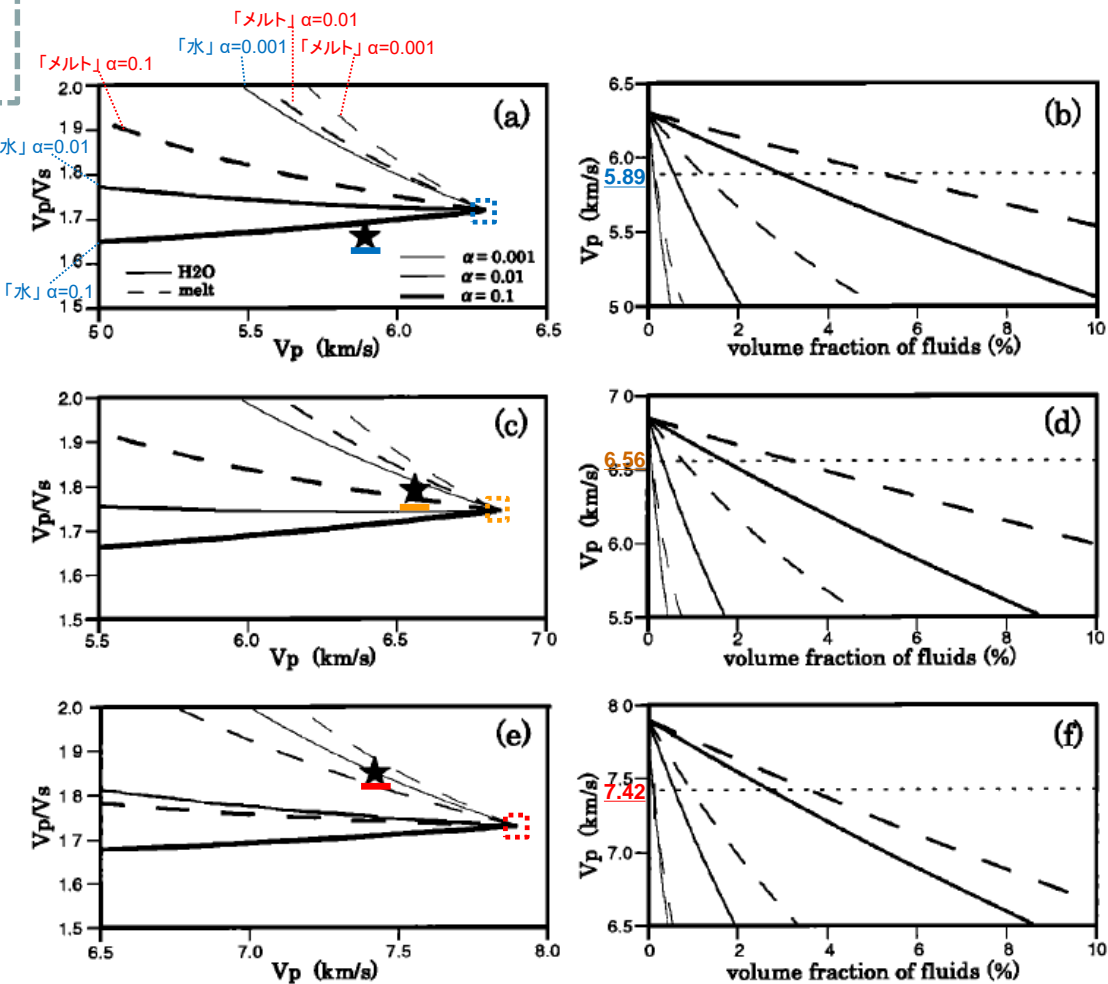 「メルト」 α=0.01
「水」 α=0.001 「メルト」 α=0.001
「メルト」 α=0.1
水」 α=0.01
「水」 α=0.1
2.0
1.9
1.8
1.7
1.6
1.5
Vp/Vs
(a)
H2O
melt
α = 0.001
α = 0.01
α = 0.1
5.0 5.5 6.0 6.5
Vp (km/s)
6.5
6.0
5.89
5.5
5.0
Vp (km/s)
(b)
0 2 4 6 8 10
volume fraction of fluids (%)
2.0
1.9
1.8
1.7
1.6
1.5
Vp/Vs
(c)
5.5 6.0 6.5 7.0
Vp (km/s)
7.0
6.56
6.5
6.0
5.5
Vp (km/s)
(d)
0 2 4 6 8 10
volume fraction of fluids (%)
2.0
1.9
1.8
1.7
1.6
1.5
Vp/Vs
(e)
6.5 7.0 7.5 8.0
Vp (km/s)
8.0
7.5
7.42
7.0
6.5
Vp (km/s)
(f)
0 2 4 6 8 10
volume fraction of fluids (%)